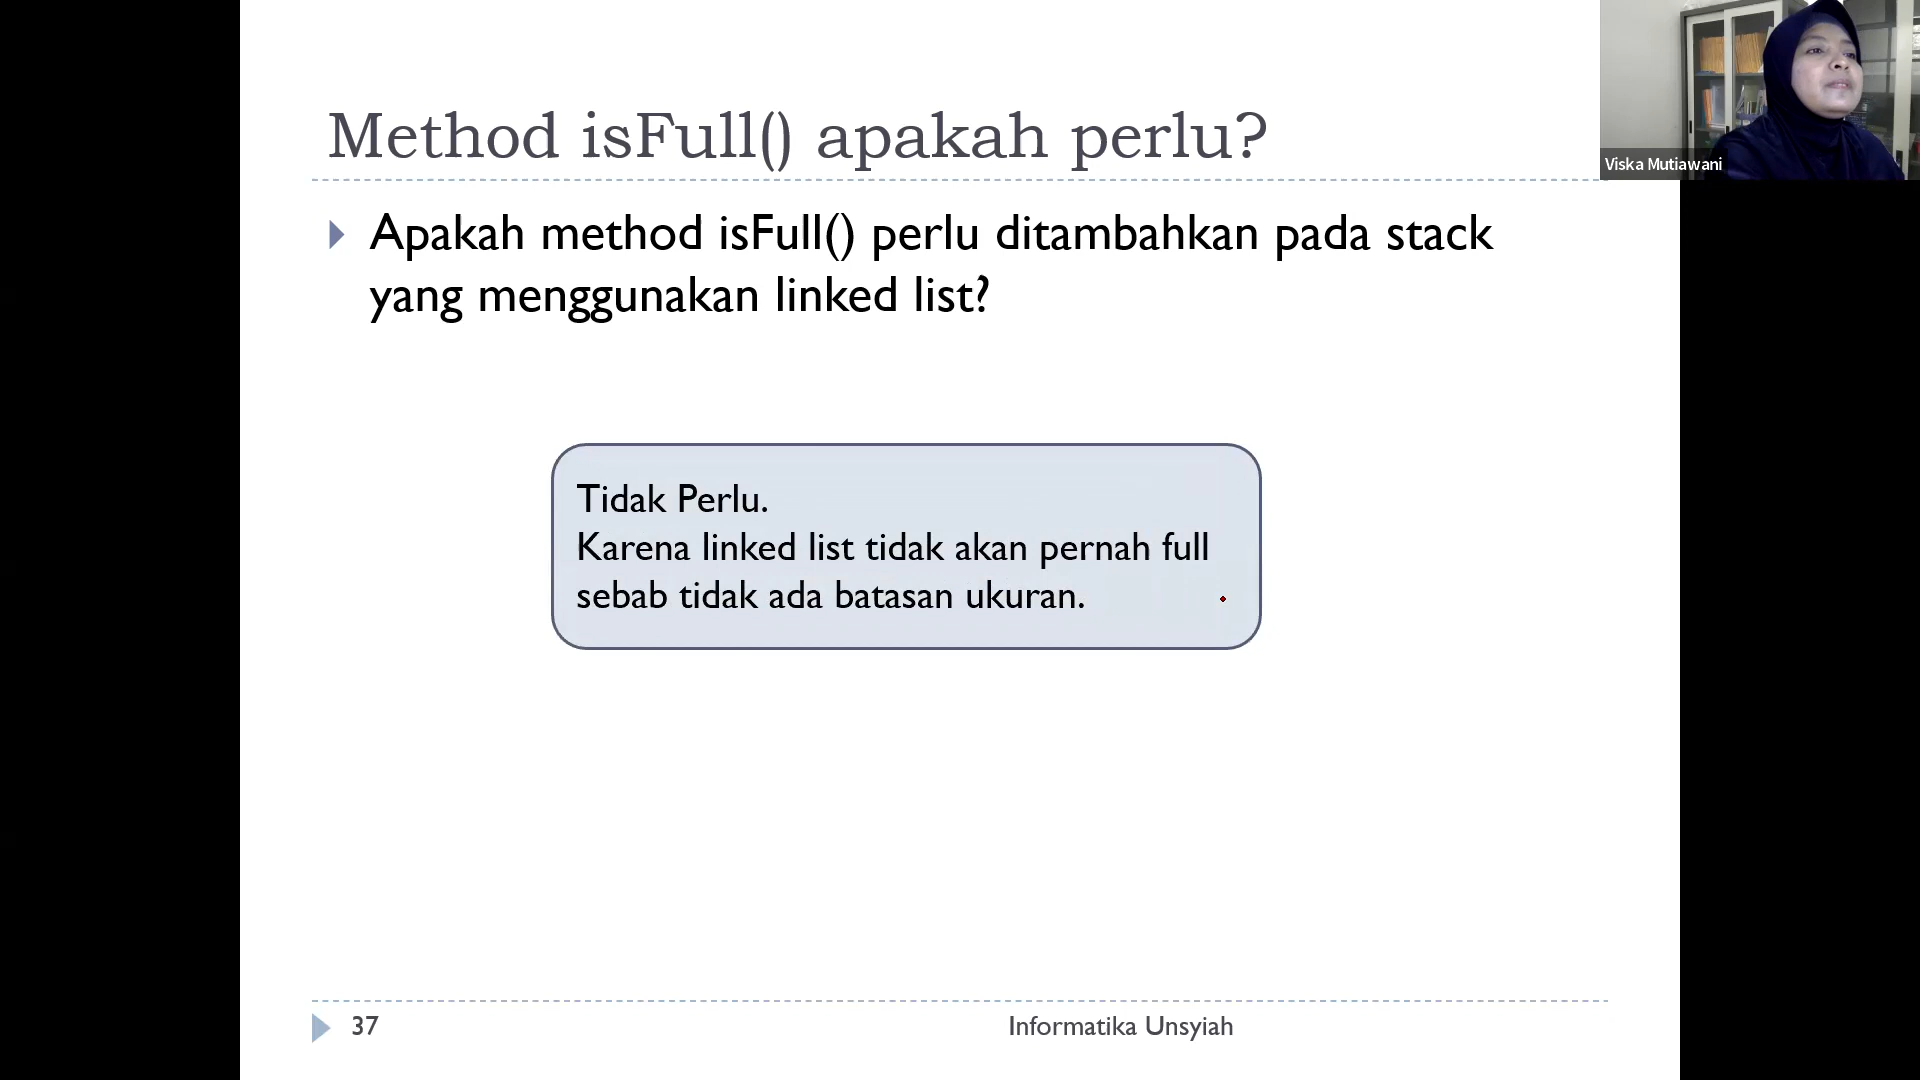 Method isFull() apakah perlu?
Viska Mutiawani
Apakah method isFull() perlu ditambahkan pada stack
yang menggunakan linked list?
Tidak Perlu.
Karena linked list tidak akan pernah full
sebab tidak ada batasan ukuran.
37
Informatika Unsyiah